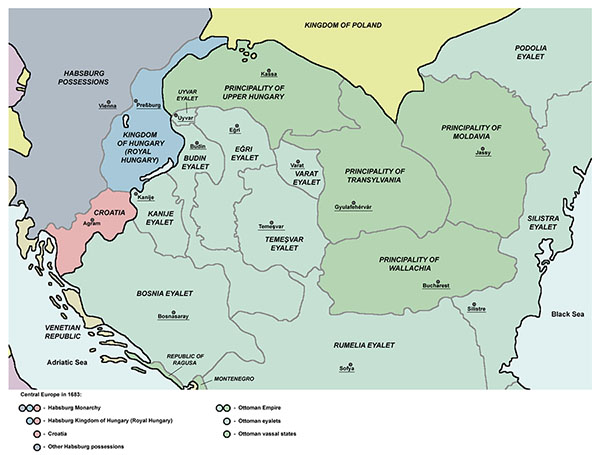 KINGDOM OF POLAND
PODOLIA
EYALET
HABSBURG
POSSESSIONS
Kassa
UYVAR
EYALET
PRINCIPALITY OF
UPPER HUNGARY
Vienna
Preßburg
Uyvar
KINGDOM
OF HUNGARY
(ROYAL
HUNGARY)
Eğri
PRINCIPALITY OF
MOLDAVIA
Budin
BUDIN
EYALET
EĞRI
EYALET
Jassy
Varat
VARAT
EYALET
PRINCIPALITY OF
TRANSYLVANIA
Kanije
Gyulafehérvár
CROATIA
Agram
KANIJE
EYALET
SILISTRA
EYALET
Temeşvar
TEMEŞVAR
EYALET
PRINCIPALITY OF
WALLACHIA
Bucharest
BOSNIA EYALET
Bosnasaray
Silistre
Black Sea
VENETIAN
REPUBLIC
RUMELIA EYALET
Adriatic Sea
REPUBLIC OF
RAGUSA
Sofya
MONTENEGRO
Central Europe in 1683:
- Habsburg Monarchy
- Habsburg Kingdom of Hungary (Royal Hungary)
- Croatia
- Other Habsburg possessions
- Ottoman Empire
- Ottoman eyalets
- Ottoman vassal states